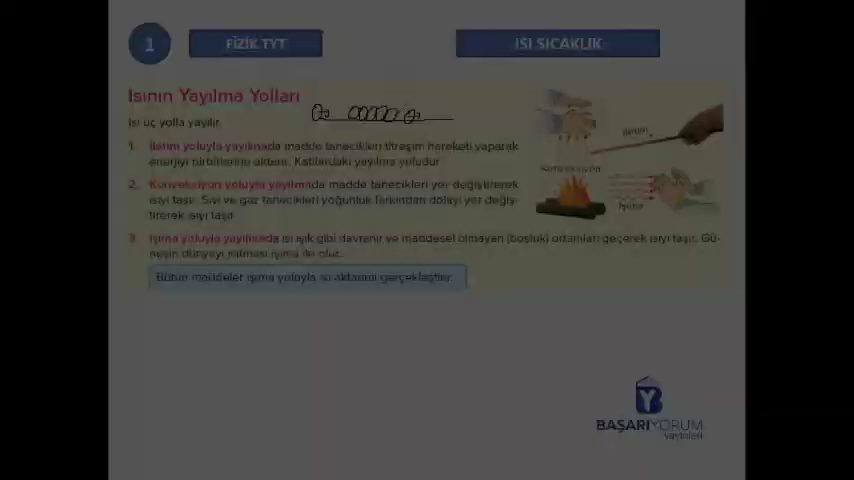 1
FİZİK TYT
ISI SICAKLIK
Isının Yayılma Yolları
Isı üç yolla yayılır.
1. İletim yoluyla yayılmada madde tanecikleri titreşim hareketi yaparak
enerjiyi birbirlerine aktarır. Katılardaki yayılma yoludur.
2. Konveksiyon yoluyla yayılmada madde tanecikleri yer değiştirerek
ısıyı taşır. Sıvı ve gaz tanecikleri yoğunluk farkından dolayı yer değiş-
tirerek ısıyı taşır.
İletim
Konveksiyon
Işıma
3. Işıma yoluyla yayılmada ısı ışık gibi davranır ve maddesel olmayan (boşluk) ortamları geçerek ısıyı taşır. Gü-
neşin dünyayı ısıtması ışıma ile olur.
Bütün maddeler ışıma yoluyla ısı aktarımı gerçekleştirir.
BAŞARIYORUM
yayınları